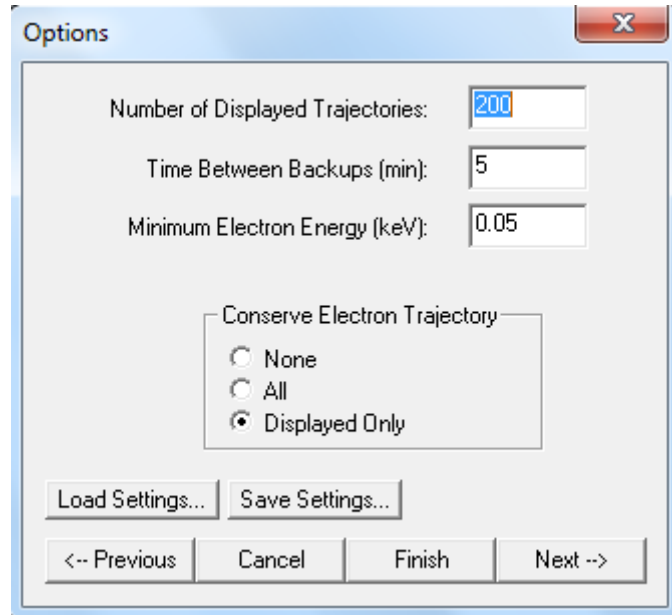 Options
Number of Displayed Trajectories: 200
Time Between Backups (min): 5
Minimum Electron Energy (keV): 0.05
Conserve Electron Trajectory
None
All
Displayed Only
Load Settings... Save Settings...
<-- Previous Cancel Finish Next -->